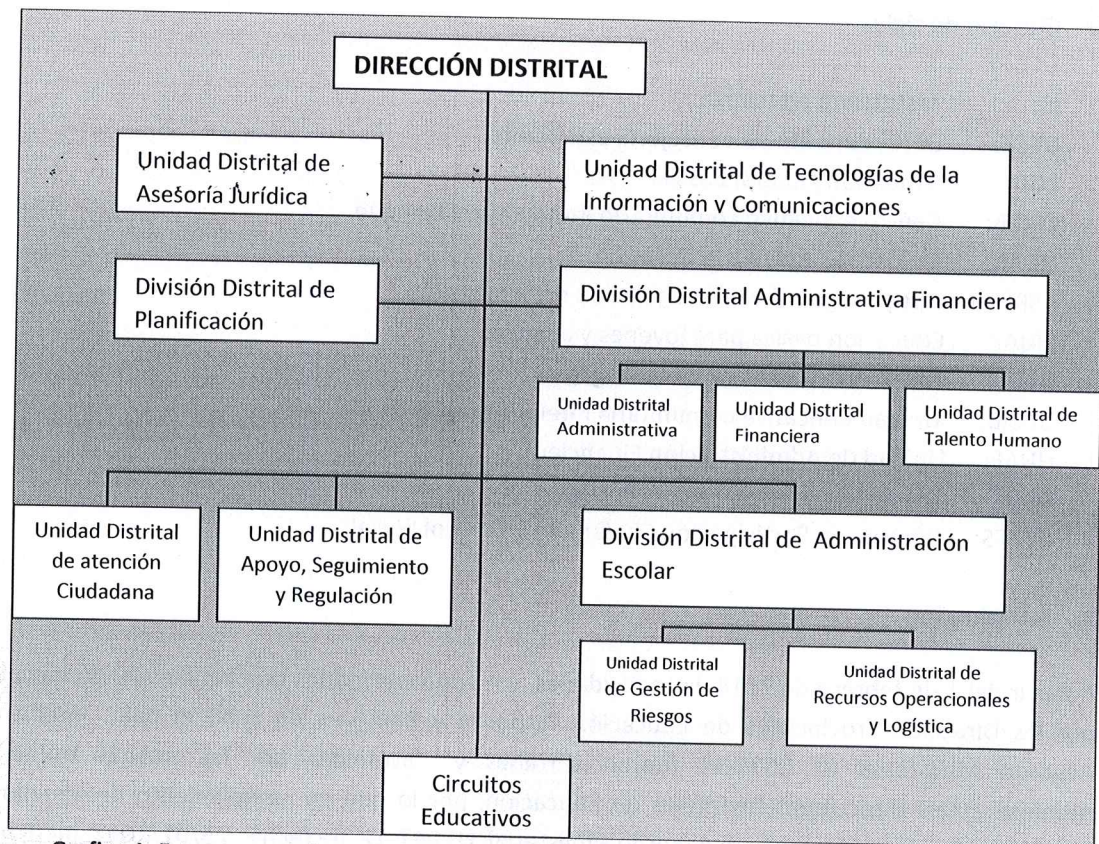 DIRECCIÓN DISTRITAL
Unidad Distrital de
Asesoría Jurídica
Unidad Distrital de Tecnologías de la
Información y Comunicaciones
División Distrital de
Planificación
División Distrital Administrativa Financiera
Unidad Distrital
Administrativa
Unidad Distrital
Financiera
Unidad Distrital de
Talento Humano
Unidad Distrital
de atención
Ciudadana
Unidad Distrital de
Apoyo, Seguimiento
y Regulación
División Distrital de Administración
Escolar
Unidad Distrital
de Gestión de
Riesgos
Unidad Distrital de
Recursos Operacionales
y Logística
Circuitos
Educativos